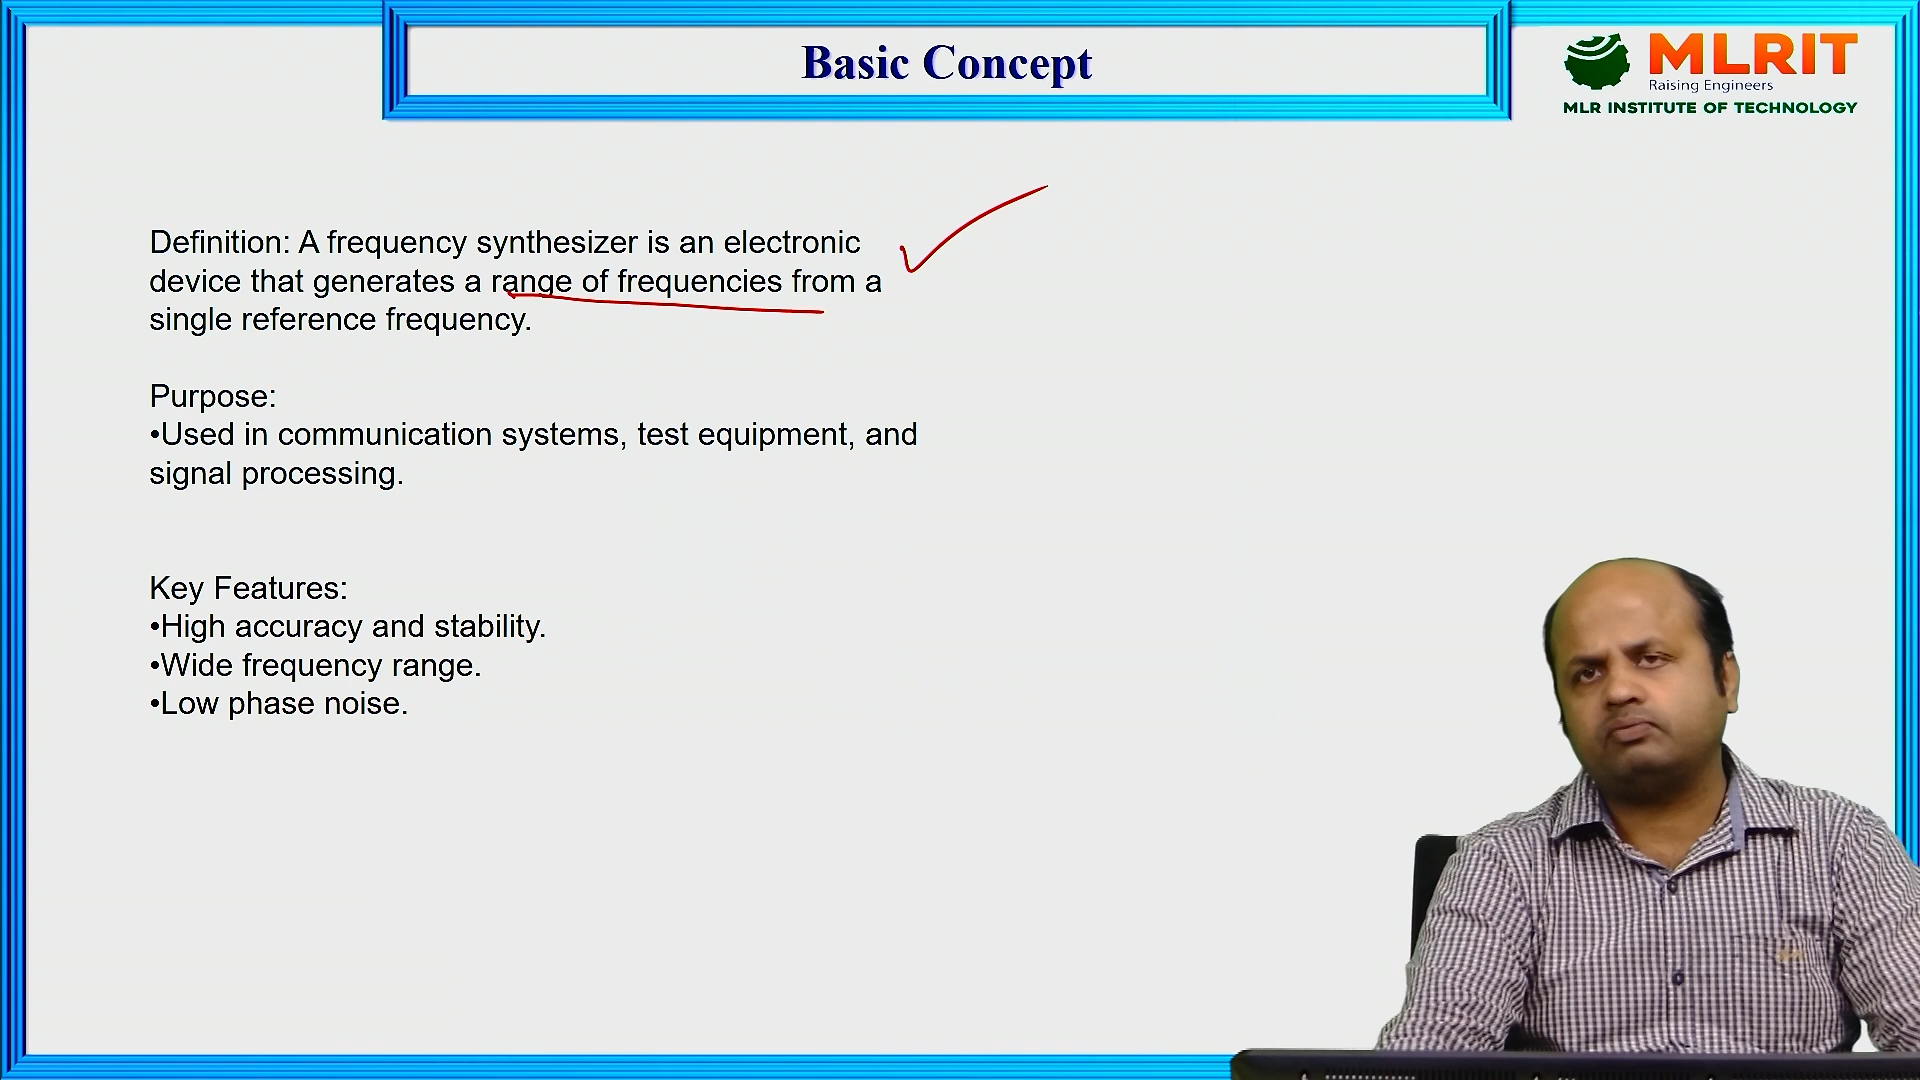 Basic Concept
MLRIT
Raising Engineers
MLR INSTITUTE OF TECHNOLOGY
Definition: A frequency synthesizer is an electronic
device that generates a range of frequencies from a
single reference frequency.
Purpose:
•Used in communication systems, test equipment, and
signal processing.
Key Features:
•High accuracy and stability.
•Wide frequency range.
•Low phase noise.